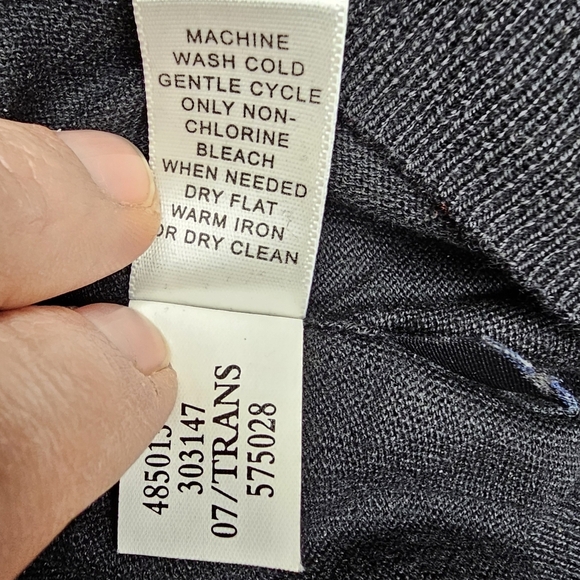 MACHINE
WASH COLD
GENTLE CYCLE
ONLY NON-
CHLORINE
BLEACH
WHEN NEEDED
DRY FLAT
WARM IRON
OR DRY CLEAN
303147
07/TRANS
575028